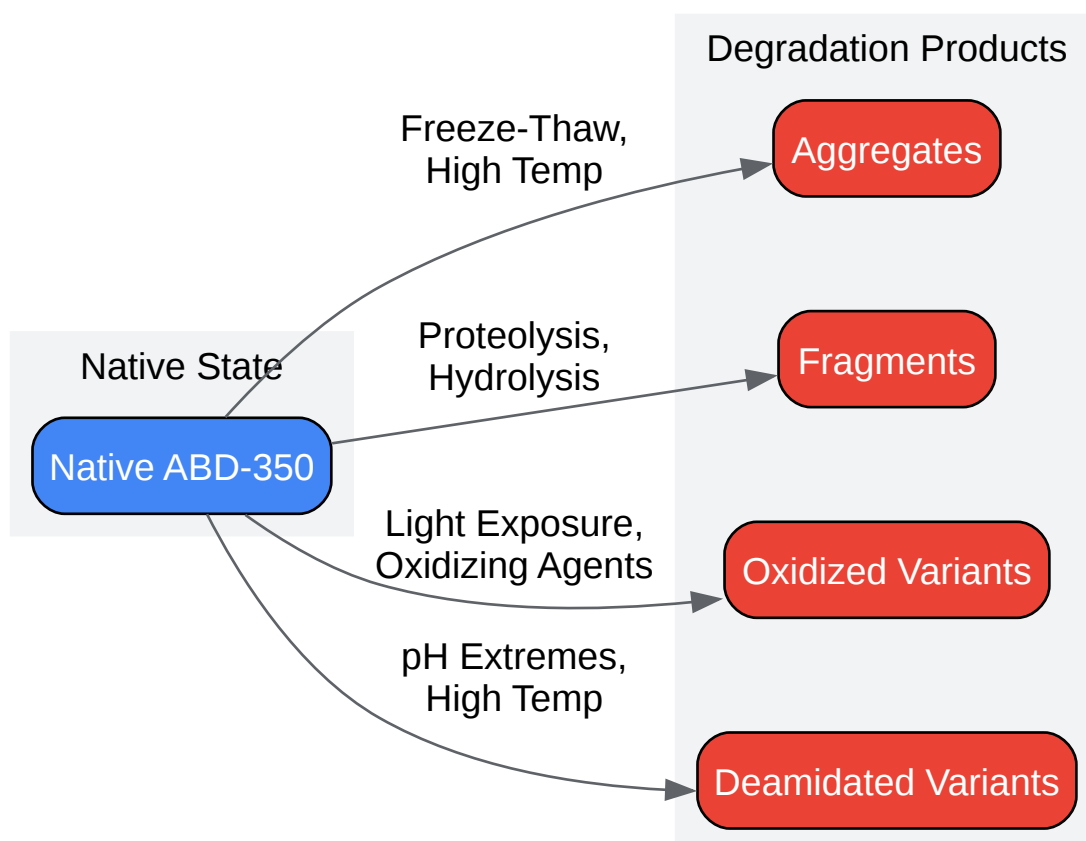 Degradation Products
Freeze-Thaw,
High Temp
Aggregates
Proteolysis,
Hydrolysis
Fragments
Native State
Native ABD-350
Light Exposure,
Oxidizing Agents
Oxidized Variants
pH Extremes,
High Temp
Deamidated Variants